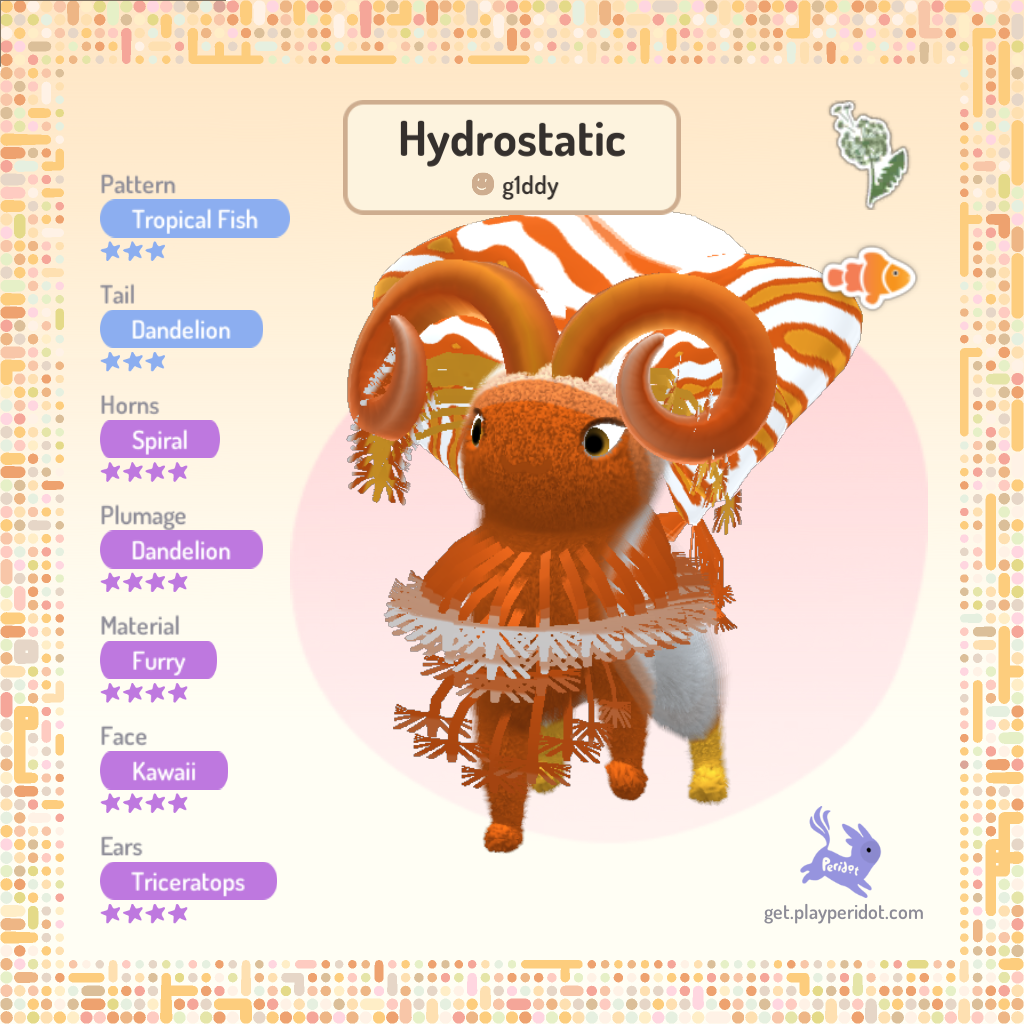 Hydrostatic
g1ddy
Pattern
Tropical Fish
Tail
Dandelion
Horns
Spiral
Plumage
Dandelion
Material
Furry
Face
Kawaii
Ears
Triceratops
Peridot
get.playperidot.com